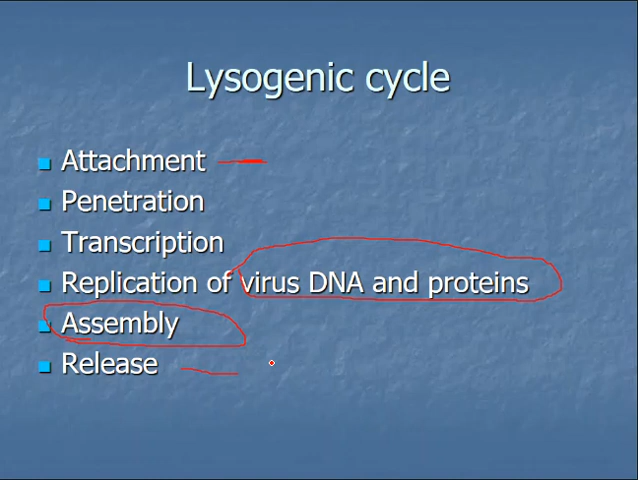 Lysogenic cycle
Attachment
Penetration
Transcription
Replication of virus DNA and proteins
Assembly
Release